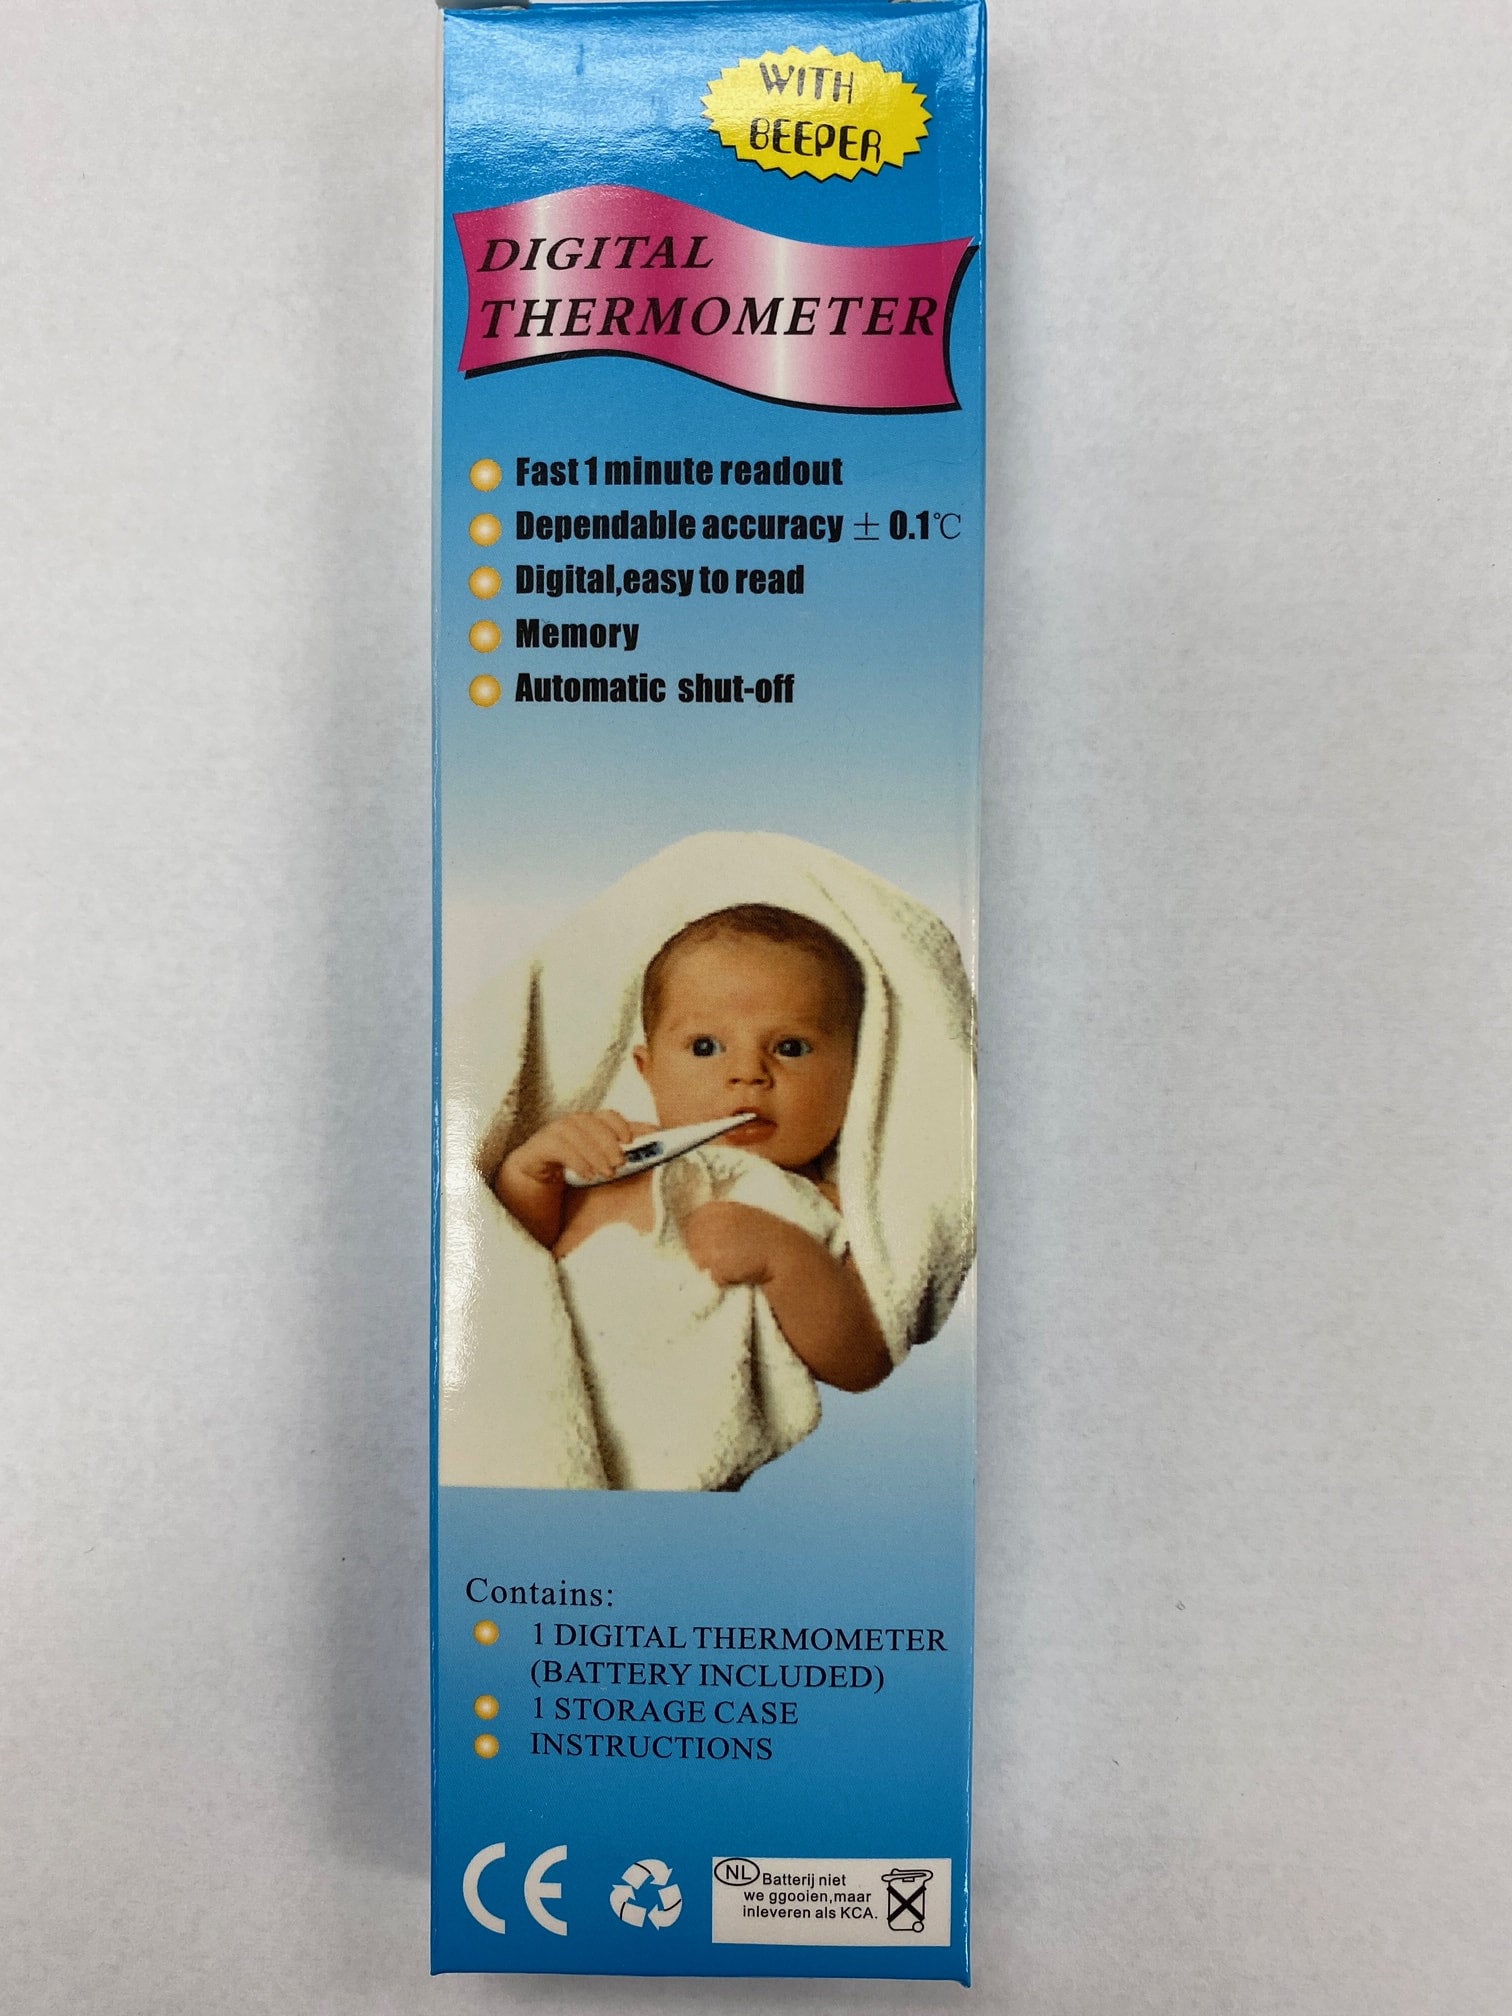 WITH
BEEPER
DIGITAL
THERMOMETER
Fast 1 minute readout
Dependable accuracy ± 0.1℃
Digital,easy to read
Memory
Automatic shut-off
Contains:
1 DIGITAL THERMOMETER
(BATTERY INCLUDED)
1 STORAGE CASE
INSTRUCTIONS
CE
NL Batterij niet
we ggooien,maar
inleveren als KCA.